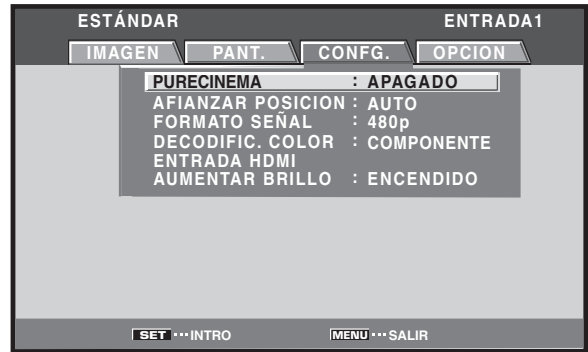 ESTÁNDAR ENTRADA1
IMAGEN PANT. CONFG. OPCION
PURECINEMA : APAGADO
AFIANZAR POSICION : AUTO
FORMATO SEÑAL : 480p
DECODIFIC. COLOR : COMPONENTE
ENTRADA HDMI
AUMENTAR BRILLO : ENCENDIDO
SET ··· INTRO MENU ··· SALIR